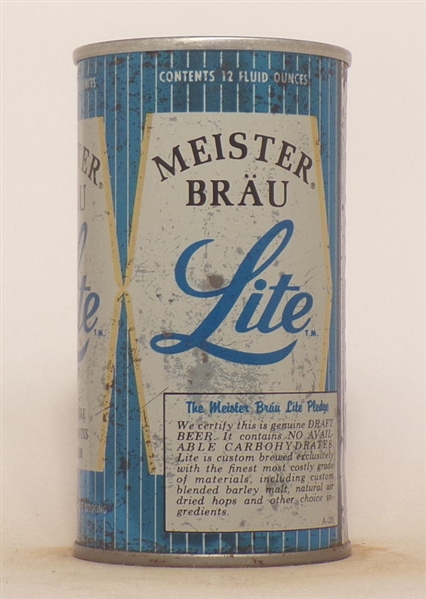 CONTENTS 12 FLUID OUNCES
MEISTER
BRÄU
Lite T.M.
The Meister Bräu Lite Pledge
We certify this is genuine DRAFT
BEER. It contains NO AVAIL-
ABLE CARBOHYDRATES.
Lite is custom brewed exclusively
with the finest most costly grade
of materials, including custom
blended barley malt, natural air
dried hops and other choice in-
gredients.